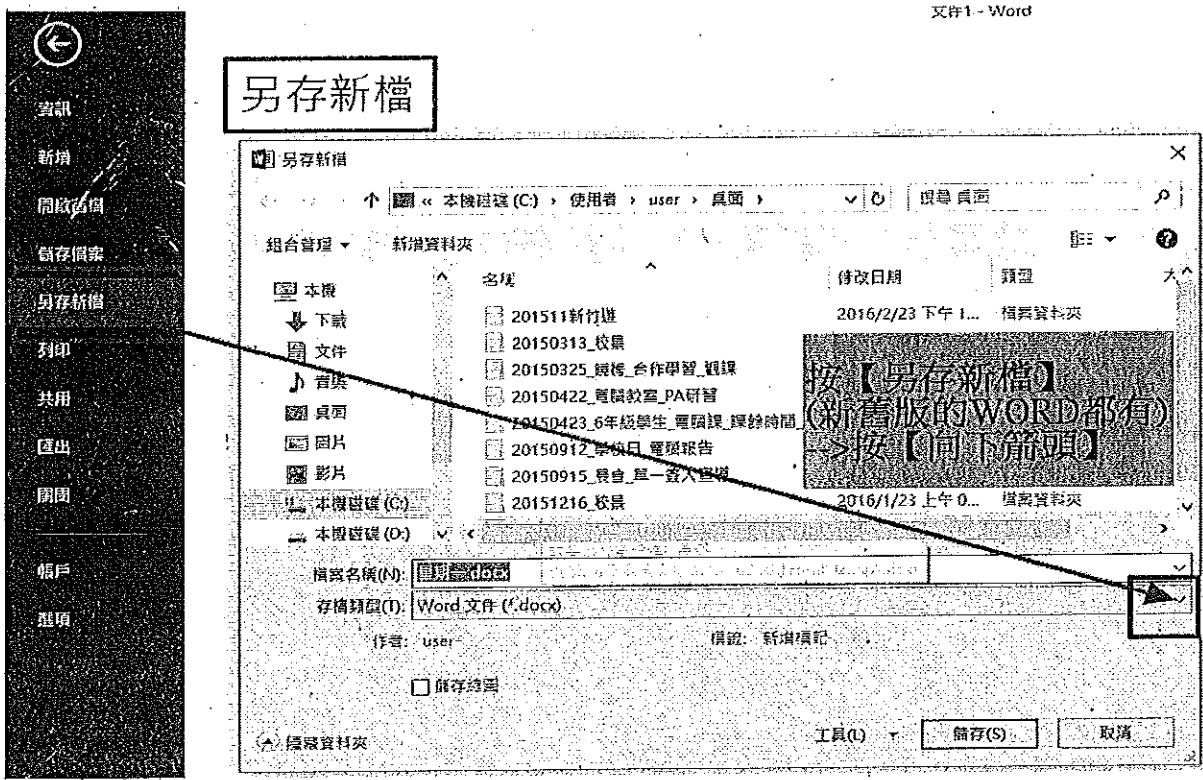 文件1 - Word
資訊
新增
開啟舊檔
儲存檔案
另存新檔
列印
共用
匯出
關閉
帳戶
選項
另存新檔
另存新檔
« 本機磁碟 (C:) › 使用者 › user › 桌面 ›
搜尋 桌面
組合管理
新增資料夾
本機
下載
文件
音樂
桌面
圖片
影片
本機磁碟 (C:)
本機磁碟 (D:)
名稱
修改日期
類型
大
201511新竹遊
2016/2/23 下午 1...
檔案資料夾
20150313_校景
20150325_鍾樓_合作學習_觀課
20150422_電腦教室_PA研習
20150423_6年級學生_電腦課_課餘時間
20150912_學校日_電腦報告
20150915_晨會_單一簽入宣導
20151216_校景
2016/1/23 上午 0...
檔案資料夾
按【另存新檔】
(新舊版的WORD都有)
-->按【向下箭頭】
檔案名稱(N):
存檔類型(T): Word 文件 (*.docx)
作者: user
標籤: 新增標記
儲存縮圖
隱藏資料夾
工具(L)
儲存(S)
取消